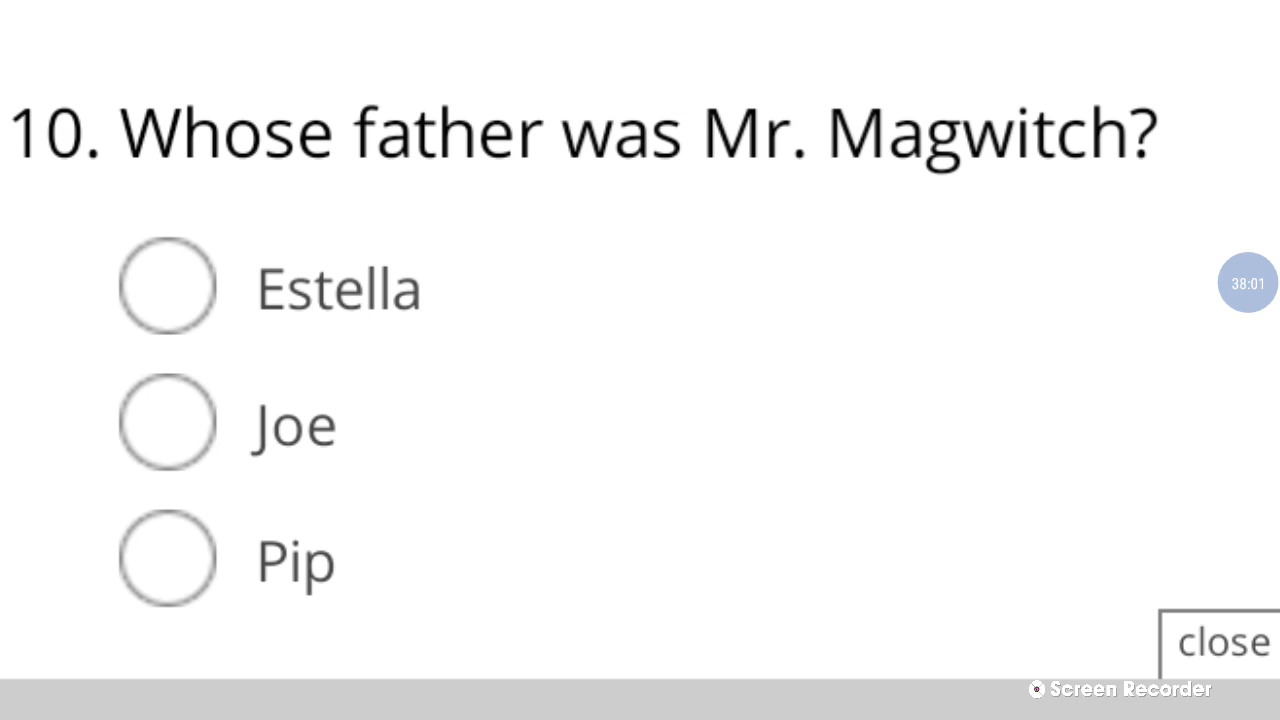 10. Whose father was Mr. Magwitch?
Estella
38:01
Joe
Pip
close
Screen Recorder